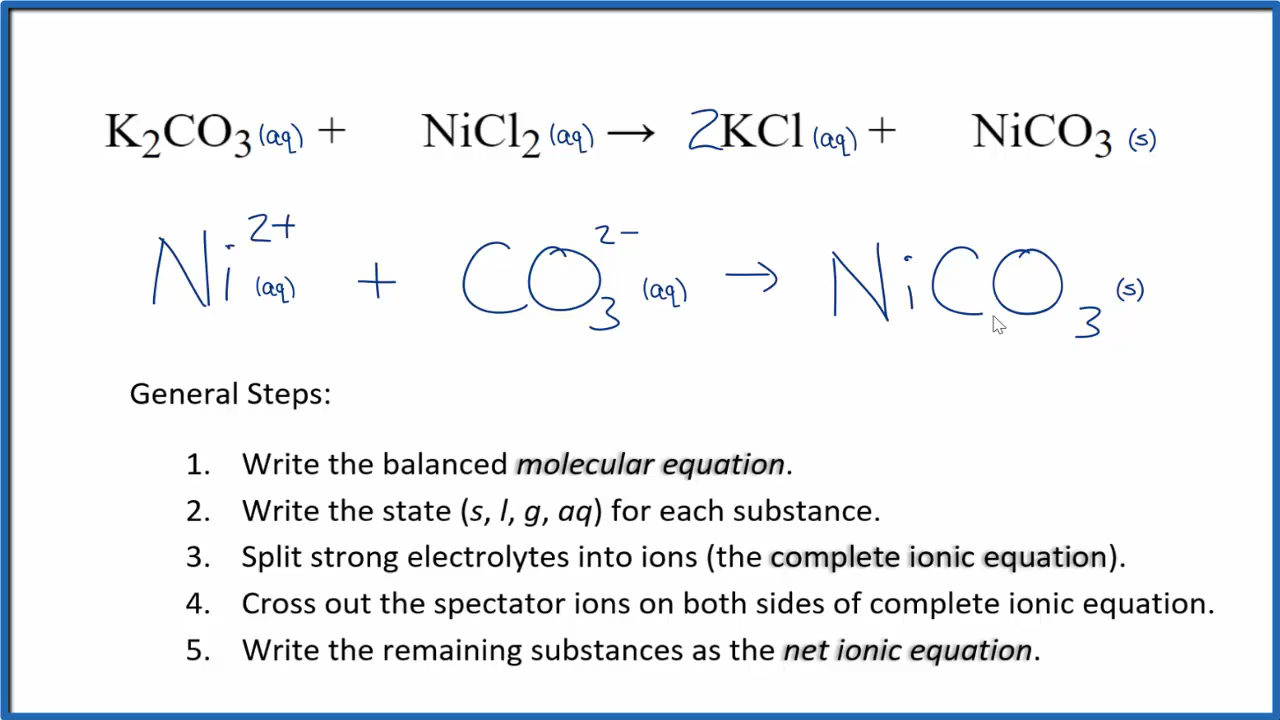 K₂CO₃ (aq) + NiCl₂ (aq) → 2KCl (aq) + NiCO₃ (s)
Ni²⁺ (aq) + CO₃²⁻ (aq) → NiCO₃ (s)
General Steps:
1. Write the balanced molecular equation.
2. Write the state (s, l, g, aq) for each substance.
3. Split strong electrolytes into ions (the complete ionic equation).
4. Cross out the spectator ions on both sides of complete ionic equation.
5. Write the remaining substances as the net ionic equation.